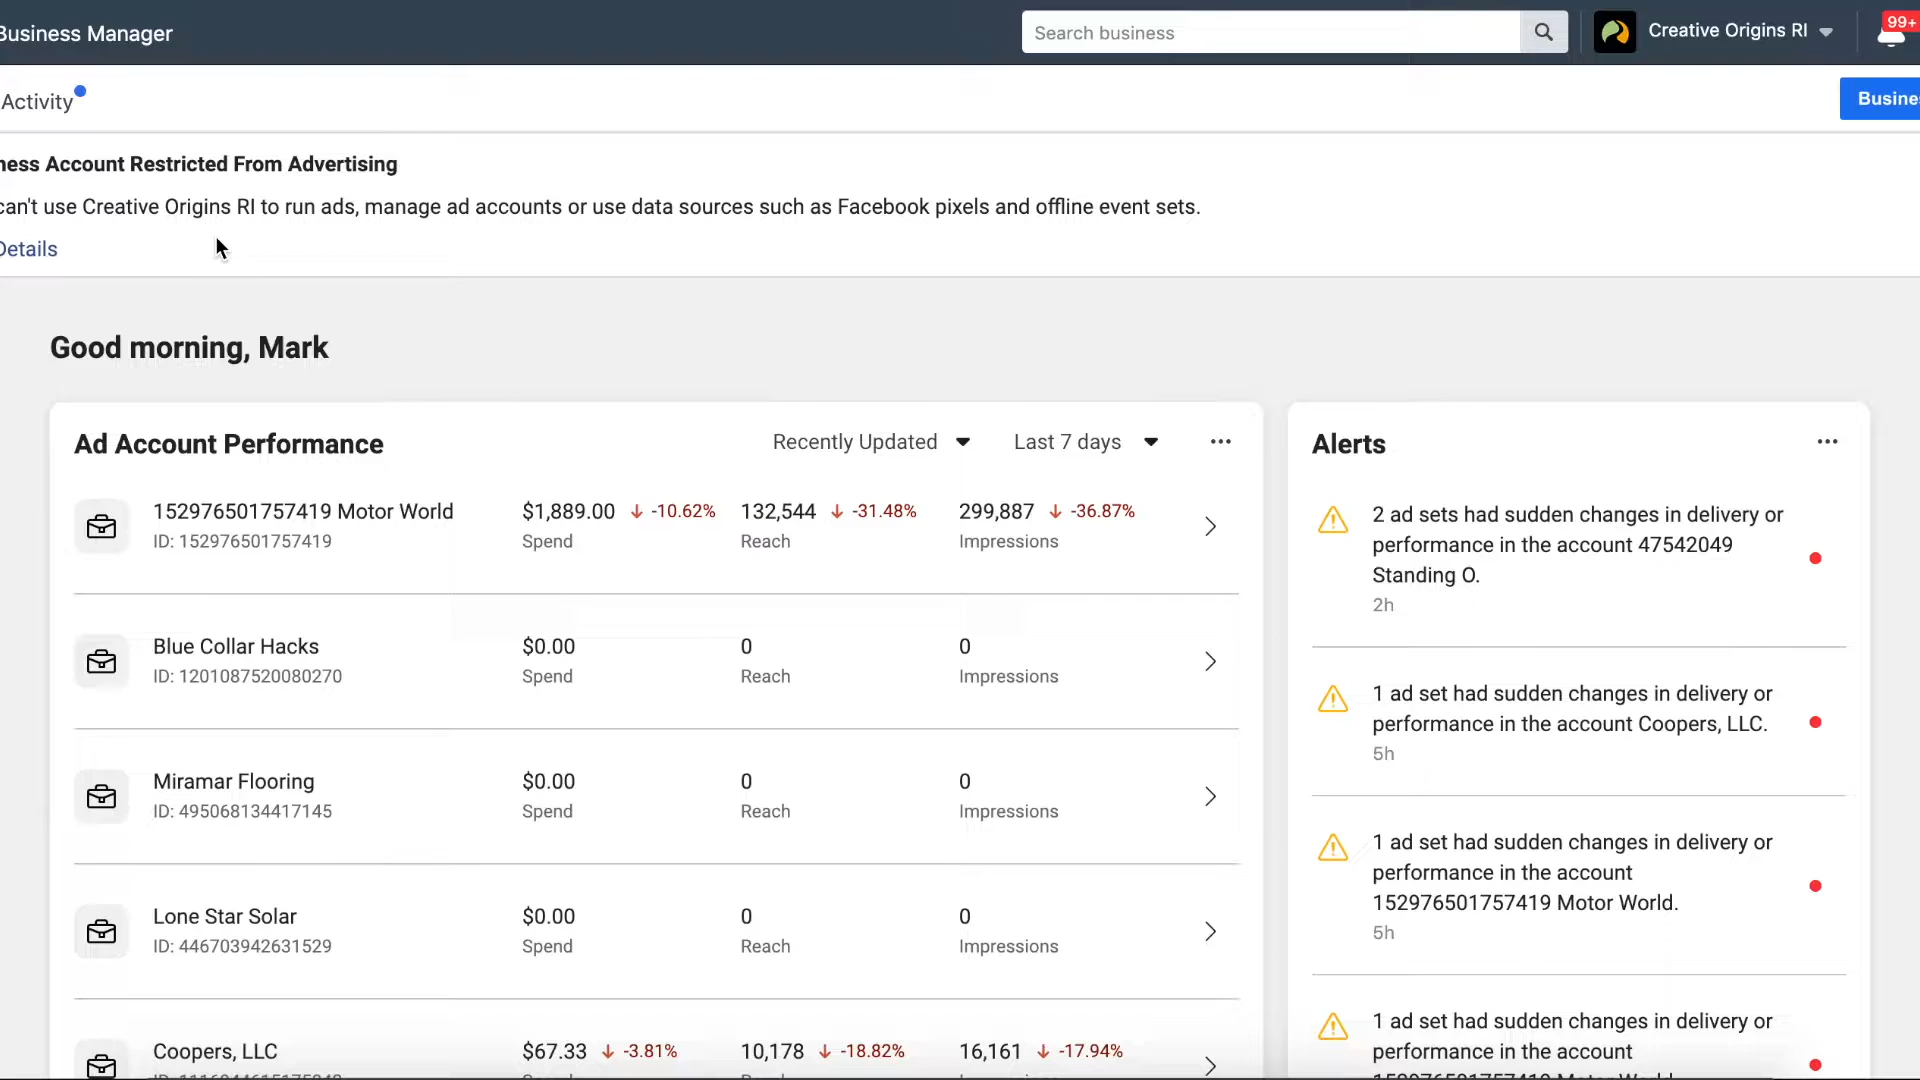 Business Manager
Search business
Creative Origins RI
99+
Activity
Busine
ness Account Restricted From Advertising
can't use Creative Origins RI to run ads, manage ad accounts or use data sources such as Facebook pixels and offline event sets.
Details
Good morning, Mark
Ad Account Performance
Recently Updated
Last 7 days
152976501757419 Motor World
$1,889.00 -10.62% 132,544 -31.48% 299,887 -36.87%
ID: 152976501757419
Spend Reach Impressions
Blue Collar Hacks
$0.00 0 0
ID: 1201087520080270
Spend Reach Impressions
Miramar Flooring
$0.00 0 0
ID: 495068134417145
Spend Reach Impressions
Lone Star Solar
$0.00 0 0
ID: 446703942631529
Spend Reach Impressions
Coopers, LLC
$67.33 -3.81% 10,178 -18.82% 16,161 -17.94%
Alerts
2 ad sets had sudden changes in delivery or
performance in the account 47542049
Standing O.
2h
1 ad set had sudden changes in delivery or
performance in the account Coopers, LLC.
5h
1 ad set had sudden changes in delivery or
performance in the account
152976501757419 Motor World.
5h
1 ad set had sudden changes in delivery or
performance in the account